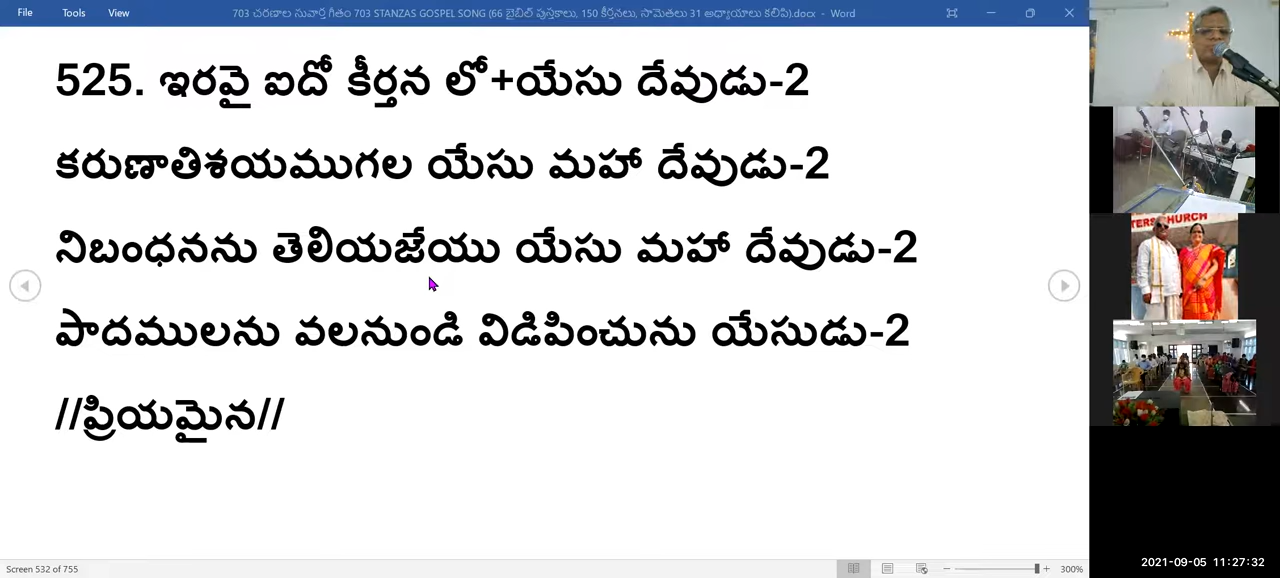 File Tools View 703 చరణాల సువార్త గీతం 703 STANZAS GOSPEL SONG (66 బైబిల్ పుస్తకాలు, 150 కీర్తనలు, సామెతలు 31 అధ్యాయాలు కలిపి).docx - Word
525. ఇరవై ఐదో కీర్తన లో+యేసు దేవుడు-2
కరుణాతిశయముగల యేసు మహా దేవుడు-2
నిబంధనను తెలియజేయు యేసు మహా దేవుడు-2
పాదములను వలనుండి విడిపించును యేసుడు-2
//ప్రియమైన//
CHURCH
Screen 532 of 755
300%
2021-09-05 11:27:32